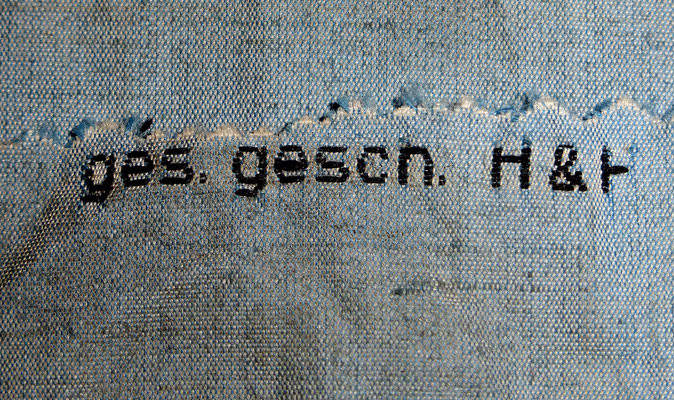 ges. gesch. H & F